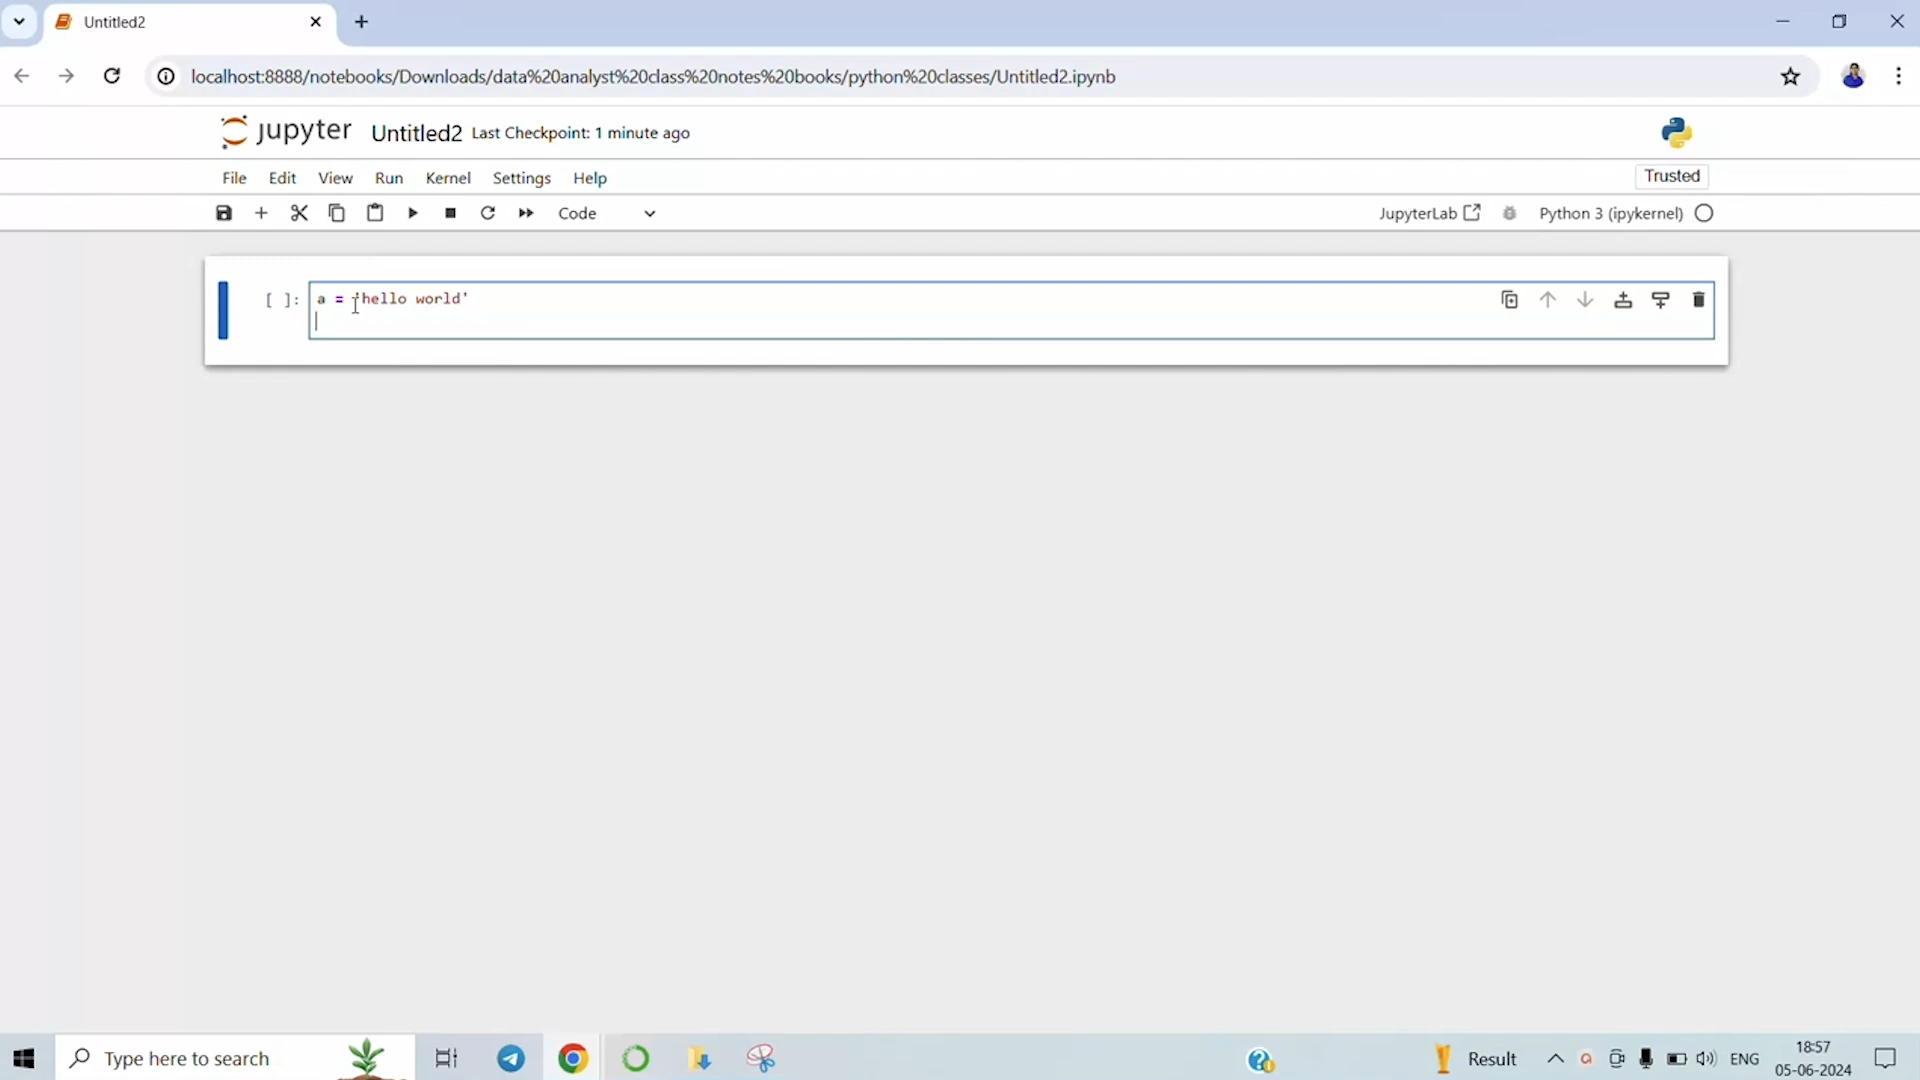 Untitled2
localhost:8888/notebooks/Downloads/data%20analyst%20class%20notes%20books/python%20classes/Untitled2.ipynb
jupyter Untitled2 Last Checkpoint: 1 minute ago
File Edit View Run Kernel Settings Help
Trusted
Code
JupyterLab
Python 3 (ipykernel)
[ ]: a = 'hello world'
Type here to search
Result
ENG
18:57
05-06-2024